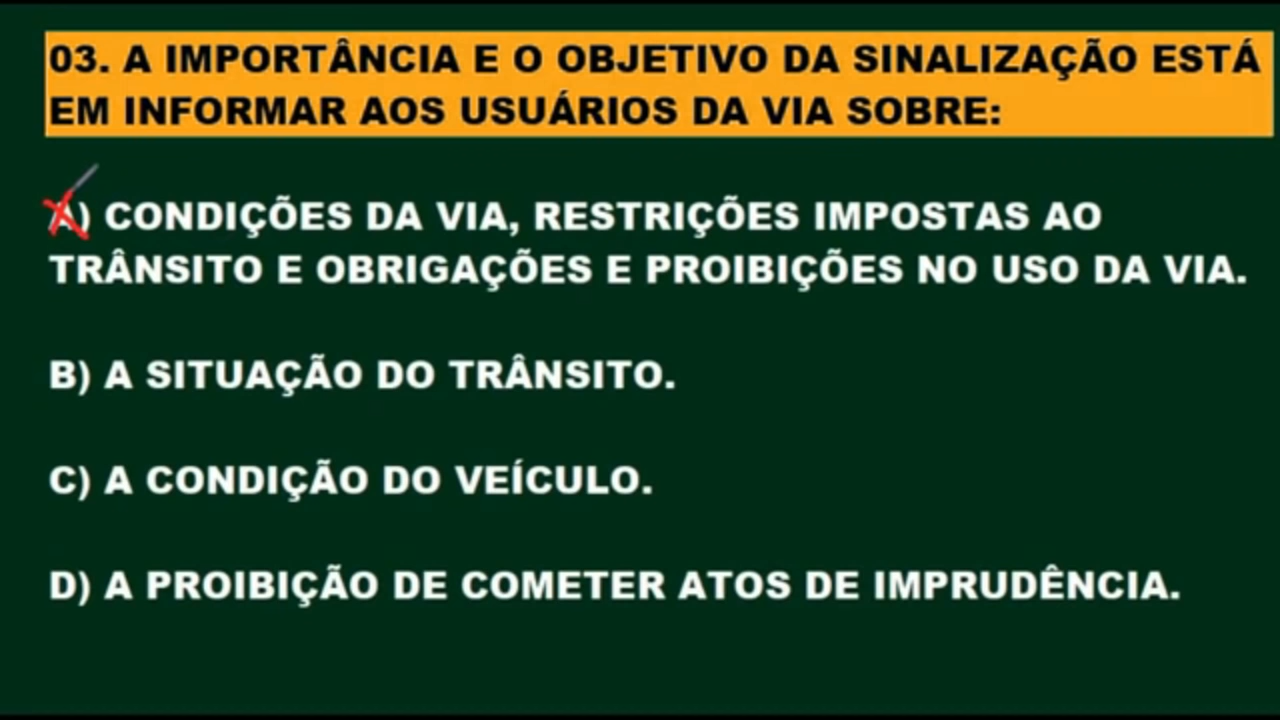 03. A IMPORTÂNCIA E O OBJETIVO DA SINALIZAÇÃO ESTÁ
EM INFORMAR AOS USUÁRIOS DA VIA SOBRE:
A) CONDIÇÕES DA VIA, RESTRIÇÕES IMPOSTAS AO
TRÂNSITO E OBRIGAÇÕES E PROIBIÇÕES NO USO DA VIA.
B) A SITUAÇÃO DO TRÂNSITO.
C) A CONDIÇÃO DO VEÍCULO.
D) A PROIBIÇÃO DE COMETER ATOS DE IMPRUDÊNCIA.